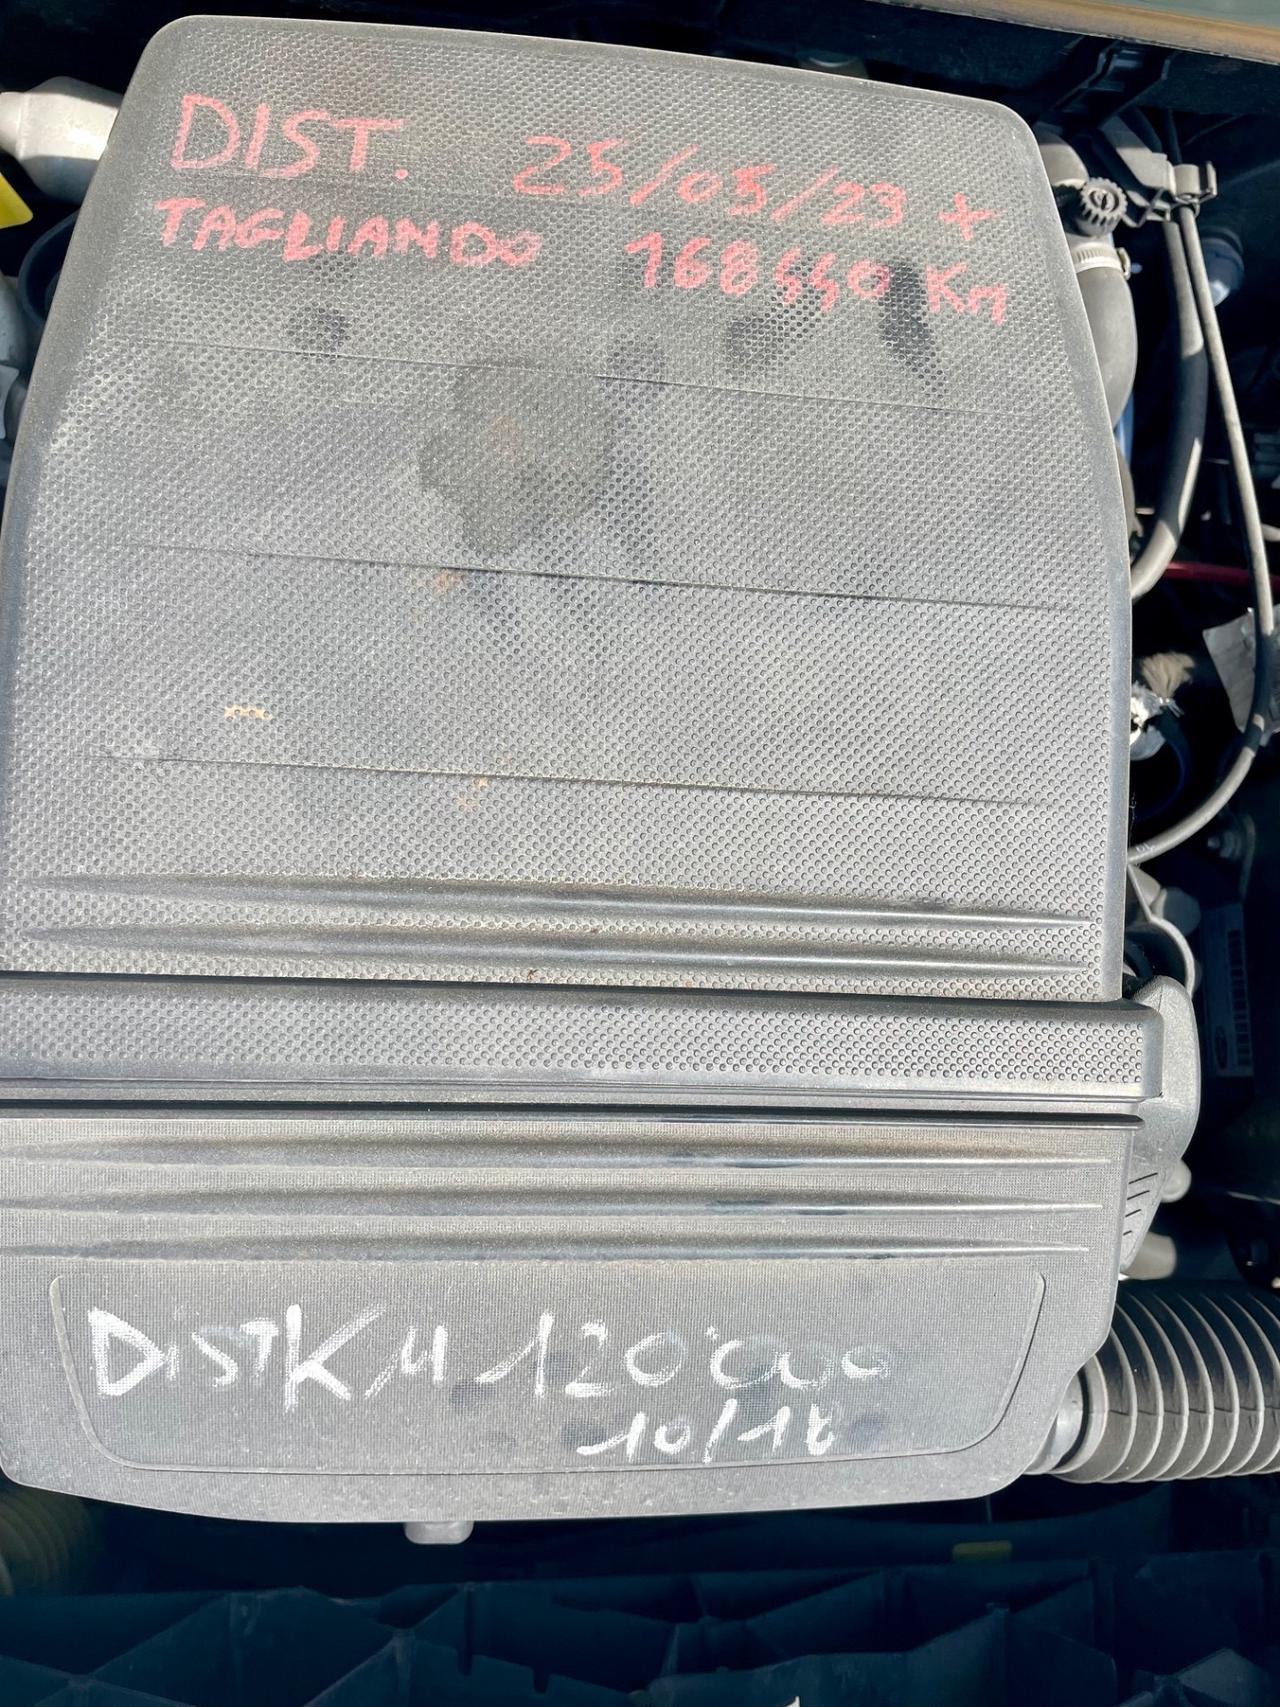 DIST. 25/05/23 +
TAGLIANDO 168440 Km
DiST KM 120'000
10/18